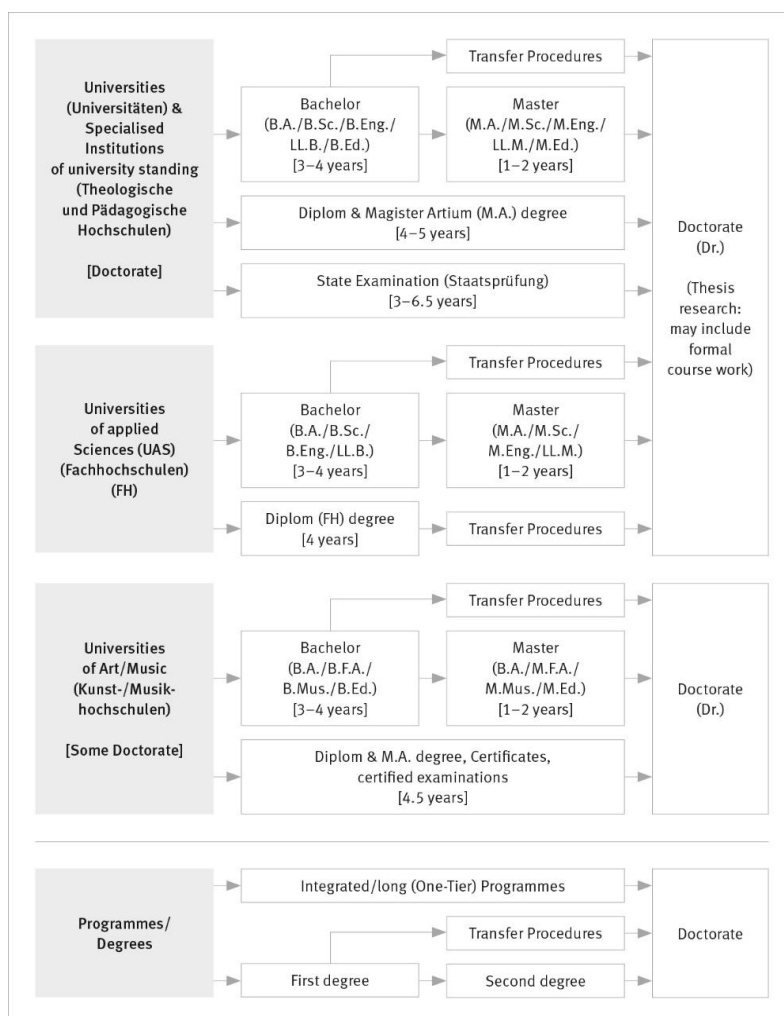 Universities
(Universitäten) &
Specialised
Institutions
of university standing
(Theologische
und Pädagogische
Hochschulen)
[Doctorate]
Transfer Procedures
Bachelor
(B.A./B.Sc./B.Eng./
LL.B./B.Ed.)
[3–4 years]
Master
(M.A./M.Sc./M.Eng./
LL.M./M.Ed.)
[1–2 years]
Diplom & Magister Artium (M.A.) degree
[4–5 years]
State Examination (Staatsprüfung)
[3–6.5 years]
Doctorate
(Dr.)
(Thesis
research:
may include
formal
course work)
Universities
of applied
Sciences (UAS)
(Fachhochschulen)
(FH)
Transfer Procedures
Bachelor
(B.A./B.Sc./
B.Eng./LL.B.)
[3–4 years]
Master
(M.A./M.Sc./
M.Eng./LL.M.)
[1–2 years]
Diplom (FH) degree
[4 years]
Transfer Procedures
Universities
of Art/Music
(Kunst-/Musik-
hochschulen)
[Some Doctorate]
Transfer Procedures
Bachelor
(B.A./B.F.A./
B.Mus./B.Ed.)
[3–4 years]
Master
(B.A./M.F.A./
M.Mus./M.Ed.)
[1–2 years]
Diplom & M.A. degree, Certificates,
certified examinations
[4.5 years]
Doctorate
(Dr.)
Programmes/
Degrees
Integrated/long (One-Tier) Programmes
Transfer Procedures
First degree
Second degree
Doctorate